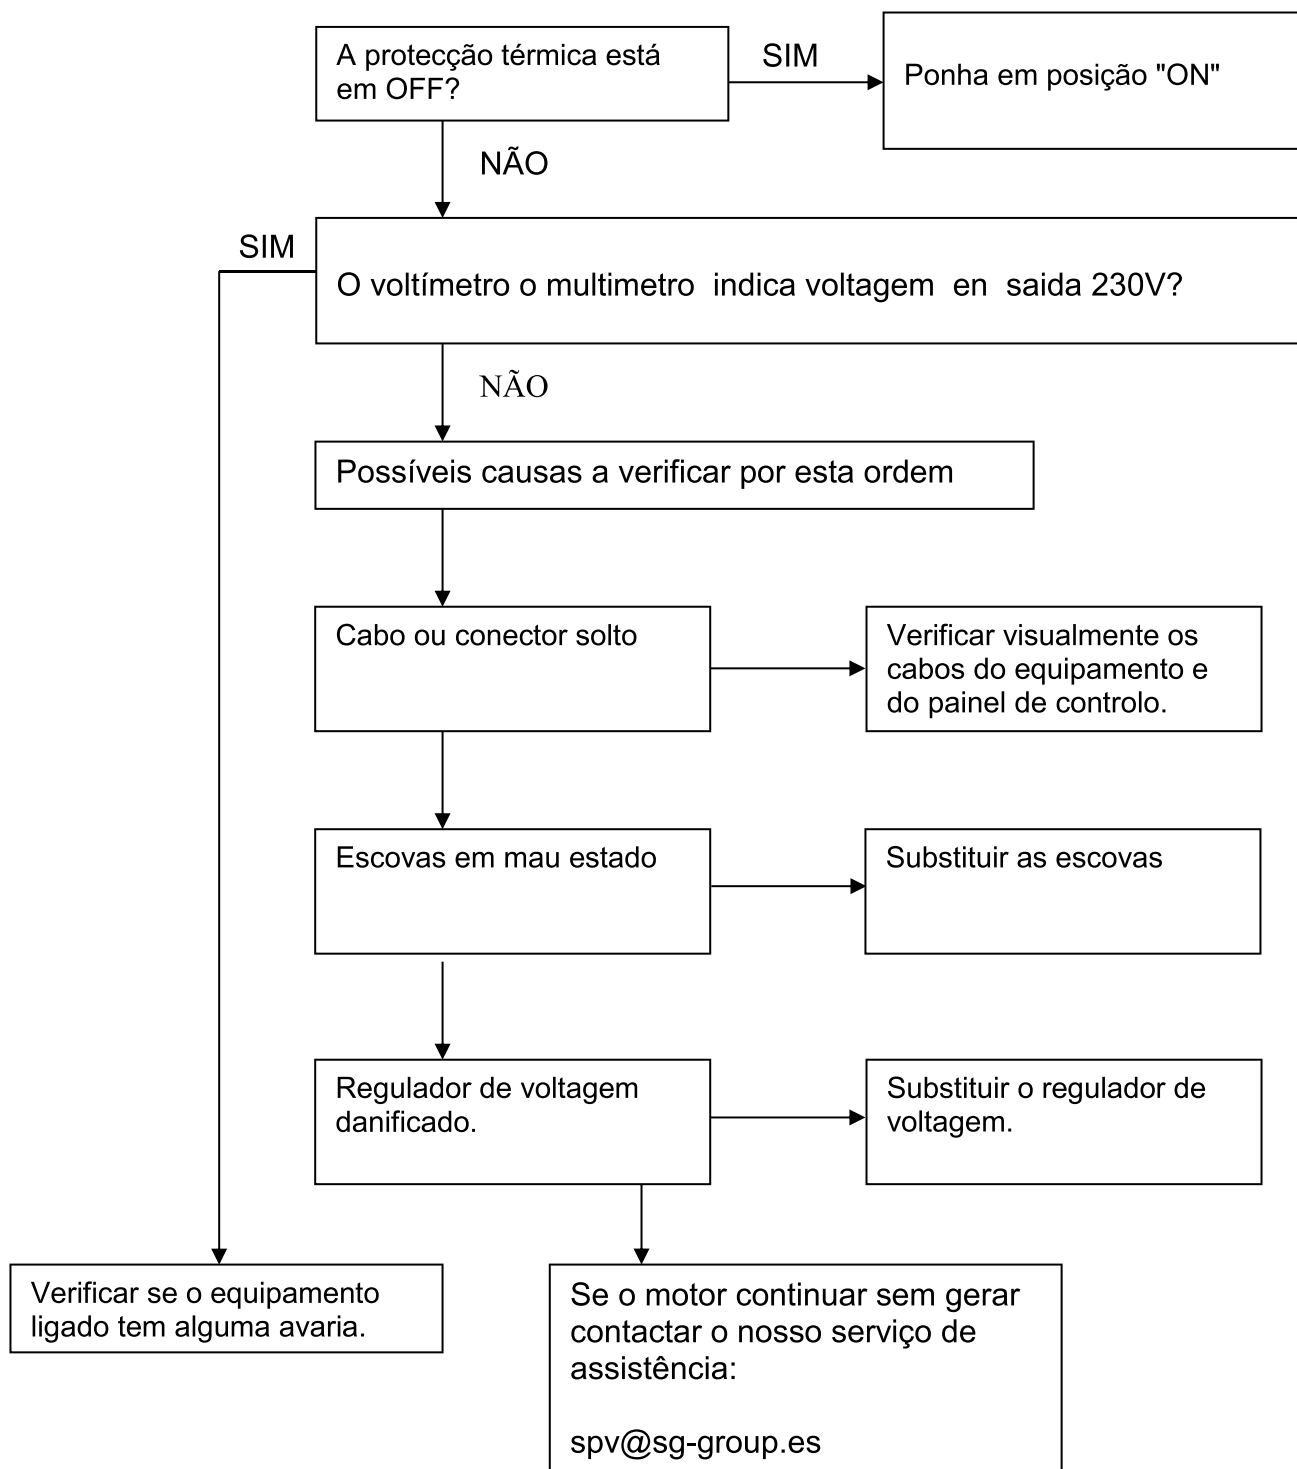 A protecção térmica está
em OFF?
SIM
Ponha em posição "ON"
NÃO
SIM
O voltímetro o multimetro indica voltagem en saida 230V?
NÃO
Possíveis causas a verificar por esta ordem
Cabo ou conector solto
Verificar visualmente os
cabos do equipamento e
do painel de controlo.
Escovas em mau estado
Substituir as escovas
Regulador de voltagem
danificado.
Substituir o regulador de
voltagem.
Verificar se o equipamento
ligado tem alguma avaria.
Se o motor continuar sem gerar
contactar o nosso serviço de
assistência:
spv@sg-group.es